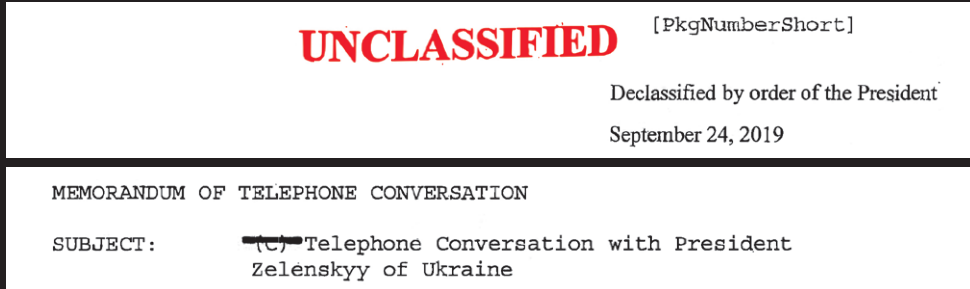 UNCLASSIFIED
[PkgNumberShort]
Declassified by order of the President
September 24, 2019
MEMORANDUM OF TELEPHONE CONVERSATION
SUBJECT: (C) Telephone Conversation with President
Zelenskyy of Ukraine